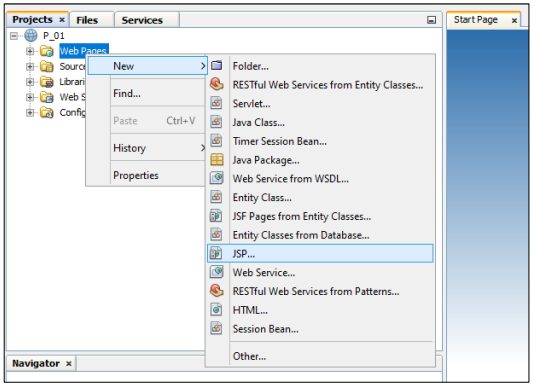 Projects × Files Services
Start Page ×
P_01
Web Pages
Source
Librari
Web S
Config
New
Find...
Paste Ctrl+V
History
Properties
Folder...
RESTful Web Services from Entity Classes...
Servlet...
Java Class...
Timer Session Bean...
Java Package...
Web Service from WSDL...
Entity Class...
JSF Pages from Entity Classes...
Entity Classes from Database...
JSP...
Web Service...
RESTful Web Services from Patterns...
HTML...
Session Bean...
Other...
Navigator ×